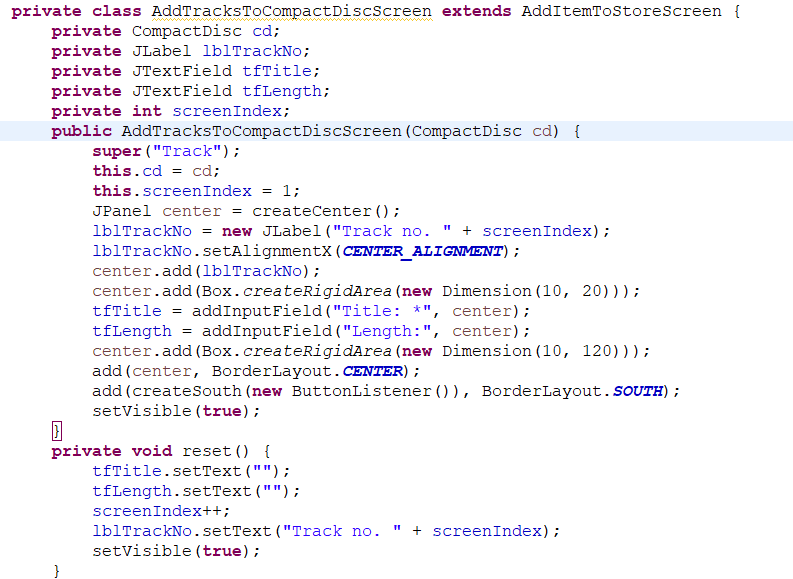 private class AddTracksToCompactDiscScreen extends AddItemToStoreScreen {
    private CompactDisc cd;
    private JLabel lblTrackNo;
    private JTextField tfTitle;
    private JTextField tfLength;
    private int screenIndex;
    public AddTracksToCompactDiscScreen(CompactDisc cd) {
        super("Track");
        this.cd = cd;
        this.screenIndex = 1;
        JPanel center = createCenter();
        lblTrackNo = new JLabel("Track no. " + screenIndex);
        lblTrackNo.setAlignmentX(CENTER_ALIGNMENT);
        center.add(lblTrackNo);
        center.add(Box.createRigidArea(new Dimension(10, 20)));
        tfTitle = addInputField("Title: *", center);
        tfLength = addInputField("Length:", center);
        center.add(Box.createRigidArea(new Dimension(10, 120)));
        add(center, BorderLayout.CENTER);
        add(createSouth(new ButtonListener()), BorderLayout.SOUTH);
        setVisible(true);
    }
    private void reset() {
        tfTitle.setText("");
        tfLength.setText("");
        screenIndex++;
        lblTrackNo.setText("Track no. " + screenIndex);
        setVisible(true);
    }